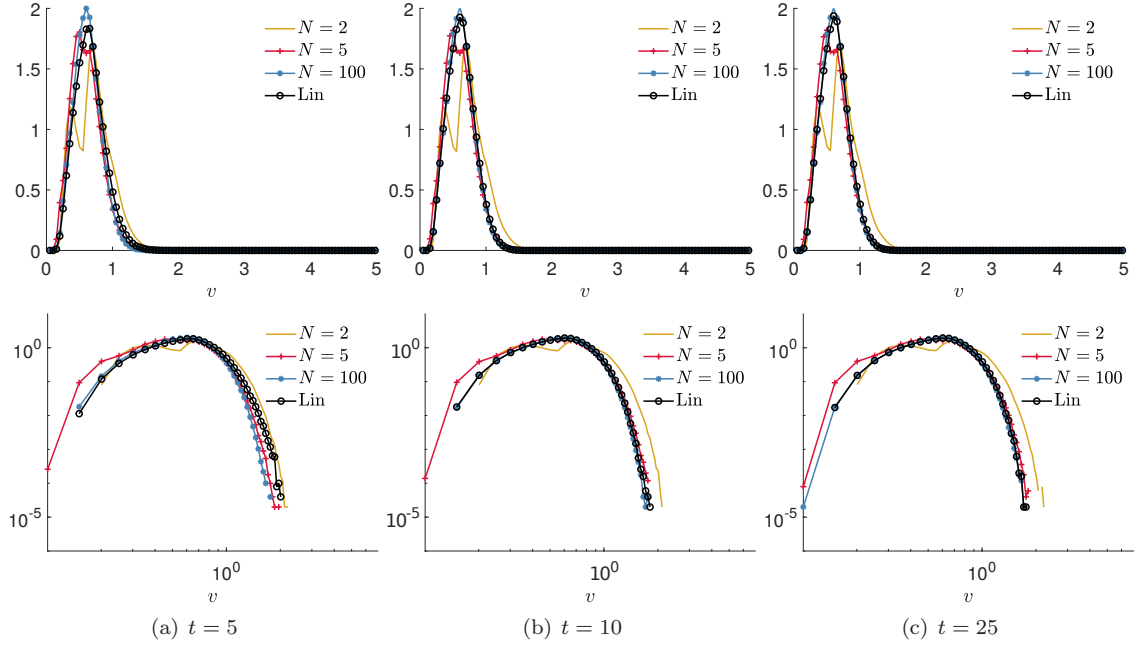 2
1.5
1
0.5
0
0 1 2 3 4 5
v
N = 2
N = 5
N = 100
Lin
2
1.5
1
0.5
0
0 1 2 3 4 5
v
N = 2
N = 5
N = 100
Lin
2
1.5
1
0.5
0
0 1 2 3 4 5
v
N = 2
N = 5
N = 100
Lin
10^0
10^-5
10^0
v
N = 2
N = 5
N = 100
Lin
10^0
10^-5
10^0
v
N = 2
N = 5
N = 100
Lin
10^0
10^-5
10^0
v
N = 2
N = 5
N = 100
Lin
(a) t = 5
(b) t = 10
(c) t = 25